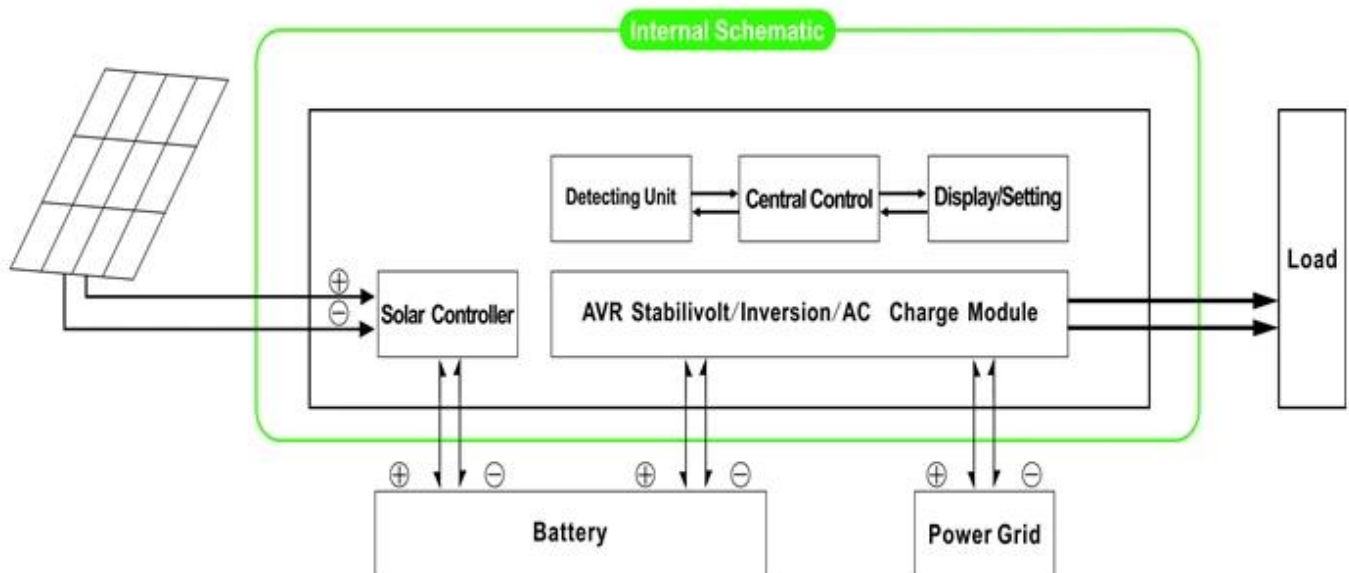 Internal Schematic
Detecting Unit
Central Control
Display/Setting
Load
⊕
⊖
Solar Controller
AVR Stabilivolt/Inversion/AC Charge Module
⊕ ⊖ ⊕ ⊖ ⊕ ⊖
Battery
Power Grid